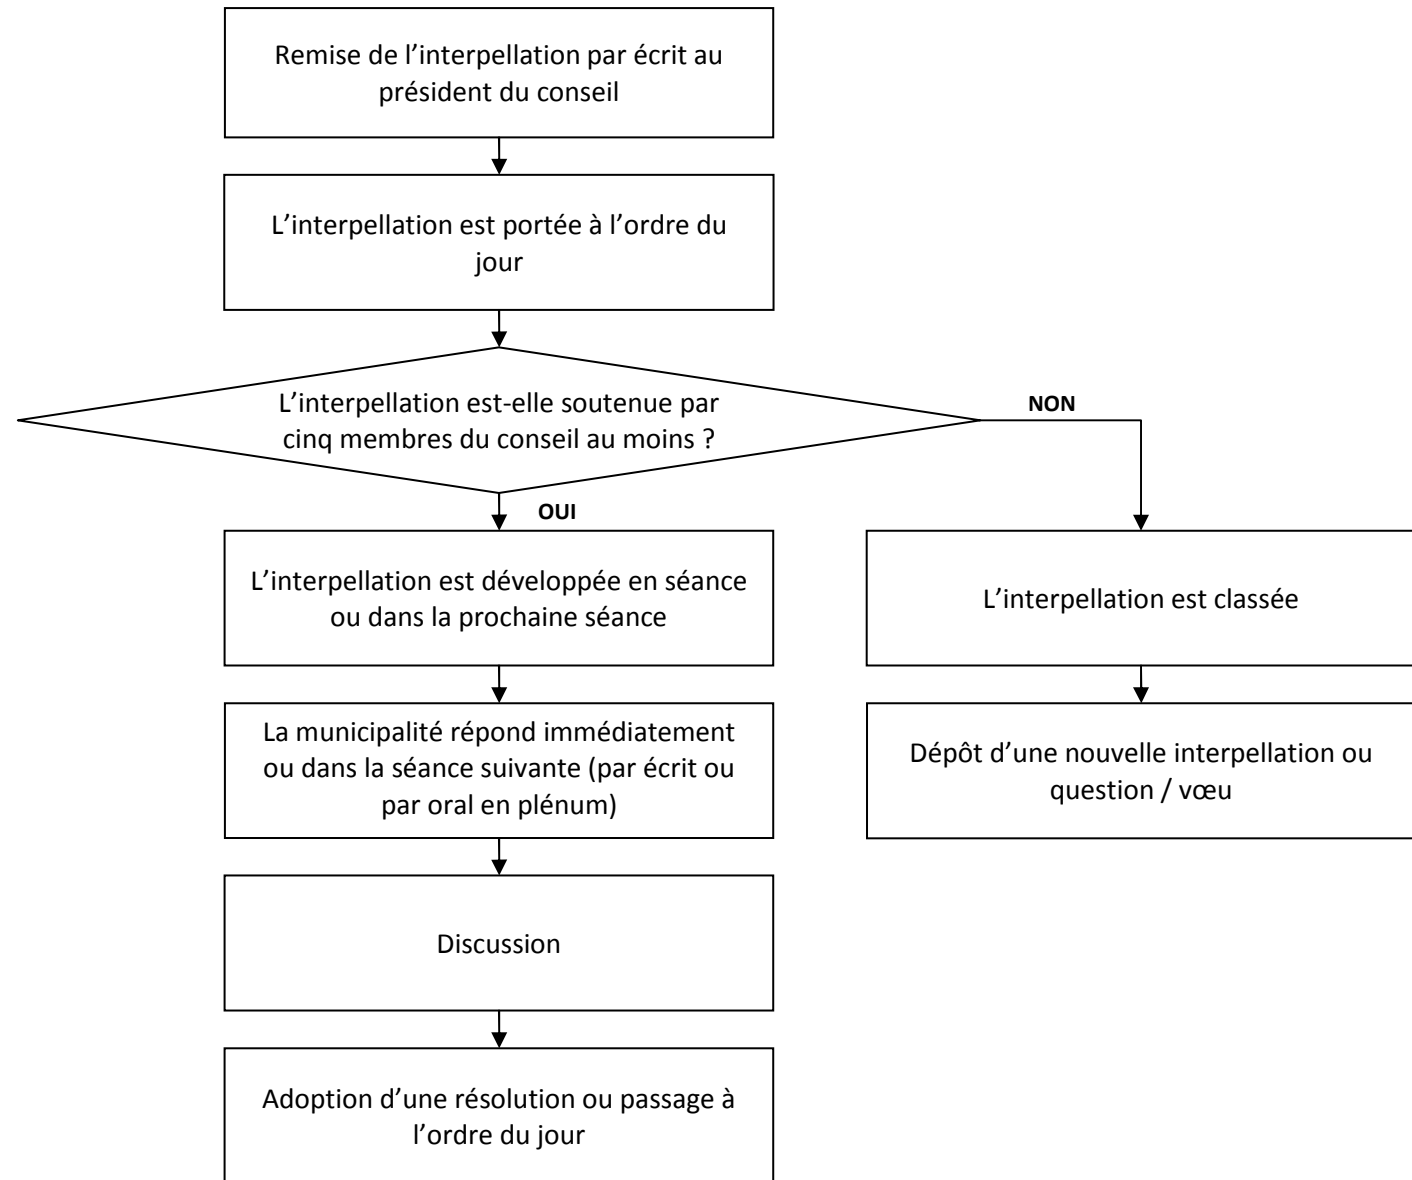 Remise de l’interpellation par écrit au
président du conseil
L’interpellation est portée à l’ordre du
jour
L’interpellation est-elle soutenue par
cinq membres du conseil au moins ?
NON
OUI
L’interpellation est développée en séance
ou dans la prochaine séance
L’interpellation est classée
La municipalité répond immédiatement
ou dans la séance suivante (par écrit ou
par oral en plénum)
Dépôt d’une nouvelle interpellation ou
question / vœu
Discussion
Adoption d’une résolution ou passage à
l’ordre du jour